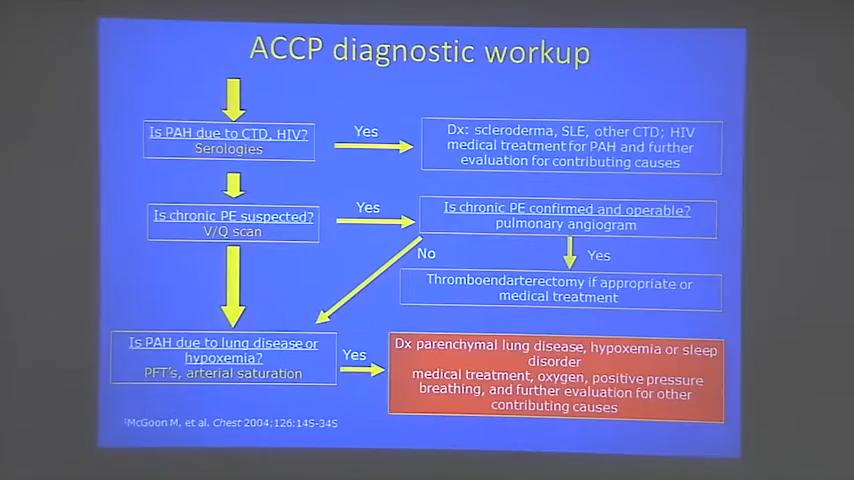 ACCP diagnostic workup
Is PAH due to CTD, HIV?
Serologies
Yes
Dx: scleroderma, SLE, other CTD; HIV
medical treatment for PAH and further
evaluation for contributing causes
Is chronic PE suspected?
V/Q scan
Yes
Is chronic PE confirmed and operable?
pulmonary angiogram
No
Yes
Thromboendarterectomy if appropriate or
medical treatment
Is PAH due to lung disease or
hypoxemia?
PFT's, arterial saturation
Yes
Dx parenchymal lung disease, hypoxemia or sleep
disorder
medical treatment, oxygen, positive pressure
breathing, and further evaluation for other
contributing causes
¹McGoon M, et al. Chest 2004;126:14S-34S